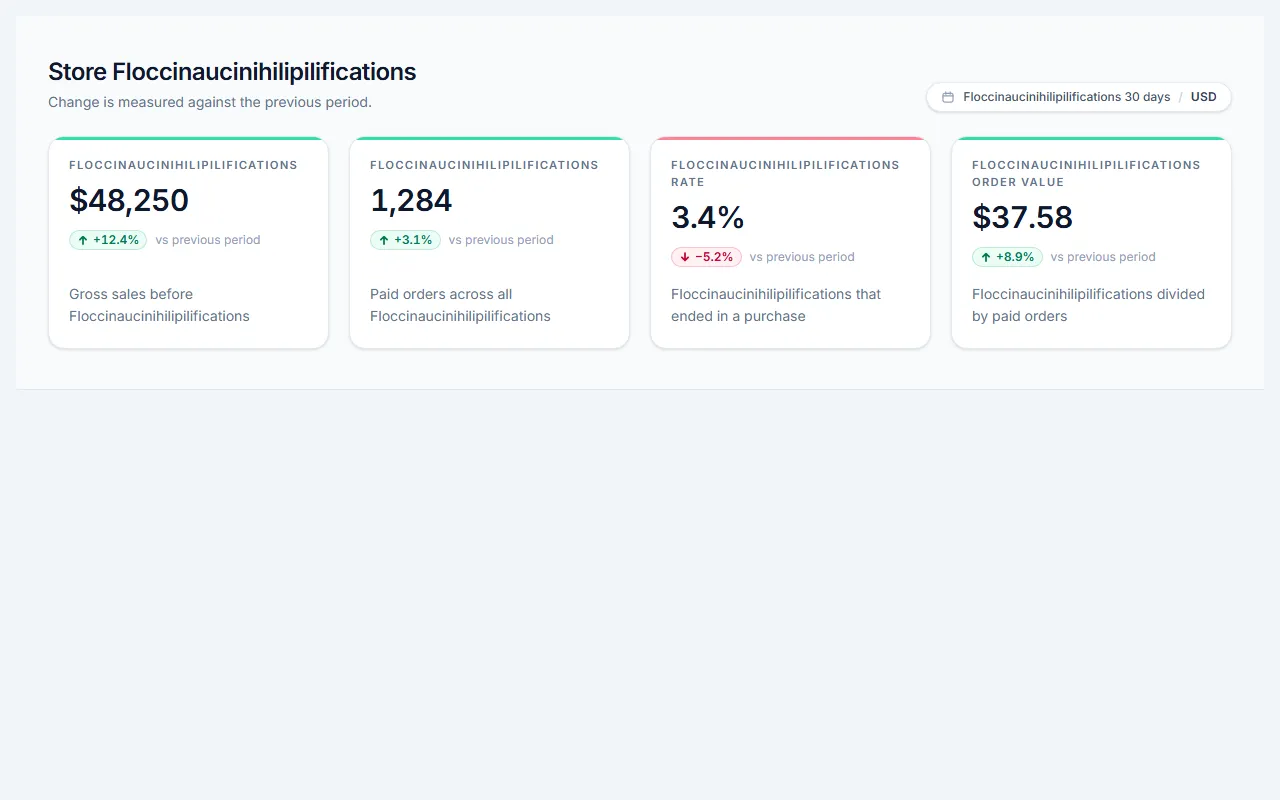 Store Floccinaucinihilipilifications
Change is measured against the previous period.
Floccinaucinihilipilifications 30 days / USD
FLOCCINAUCINIHILIPILIFICATIONS
$48,250
+12.4% vs previous period
Gross sales before
Floccinaucinihilipilifications
FLOCCINAUCINIHILIPILIFICATIONS
1,284
+3.1% vs previous period
Paid orders across all
Floccinaucinihilipilifications
FLOCCINAUCINIHILIPILIFICATIONS
RATE
3.4%
−5.2% vs previous period
Floccinaucinihilipilifications that
ended in a purchase
FLOCCINAUCINIHILIPILIFICATIONS
ORDER VALUE
$37.58
+8.9% vs previous period
Floccinaucinihilipilifications divided
by paid orders